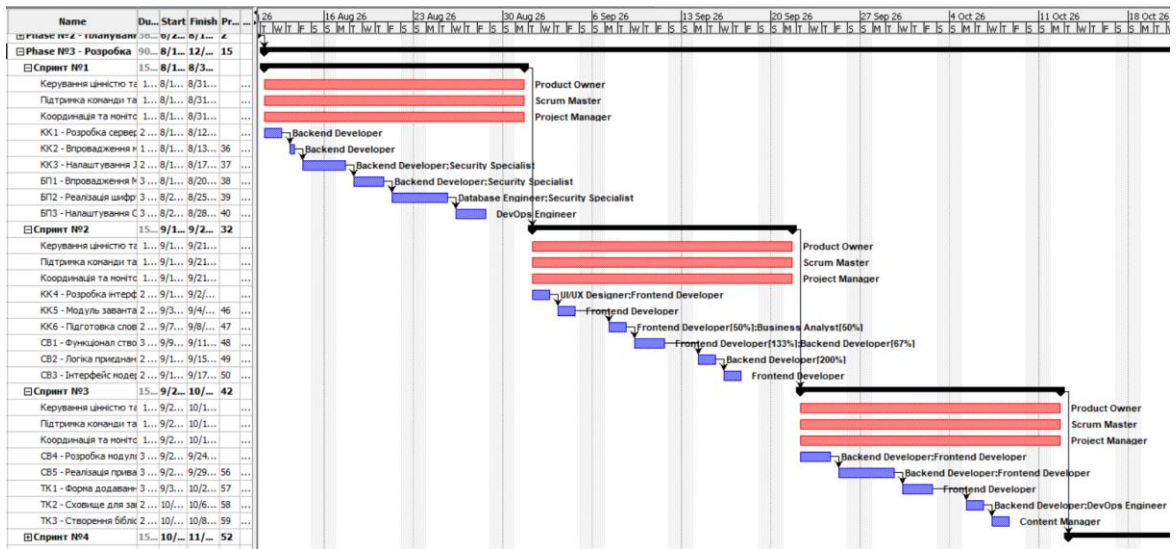 Name Du... Start Finish Pr... ... 26 16 Aug 26 23 Aug 26 30 Aug 26 6 Sep 26 13 Sep 26 20 Sep 26 27 Sep 26 4 Oct 26 11 Oct 26 18 Oct 26
Phase №2 - Плануван 2
Phase №3 - Розробка 90... 8/1... 12/... 15
Спринт №1 15... 8/1... 8/3...
Керування цінністю та 1... 8/1... 8/31... ... Product Owner
Підтримка команди та 1... 8/1... 8/31... ... Scrum Master
Координація та моніто 1... 8/1... 8/31... ... Project Manager
КК1 - Розробка сервер 2 ... 8/1... 8/12... ... Backend Developer
КК2 - Впровадження 1 ... 8/1... 8/13... 36 ... Backend Developer
КК3 - Налаштування 2 ... 8/1... 8/17... 37 ... Backend Developer;Security Specialist
БП1 - Впровадження М 3 ... 8/1... 8/20... 38 ... Backend Developer;Security Specialist
БП2 - Реалізація шифр 3 ... 8/2... 8/25... 39 ... Database Engineer;Security Specialist
БП3 - Налаштування С 3 ... 8/2... 8/28... 40 ... DevOps Engineer
Спринт №2 15... 9/1... 9/2... 32
Керування цінністю та 1... 9/1... 9/21... ... Product Owner
Підтримка команди та 1... 9/1... 9/21... ... Scrum Master
Координація та моніто 1... 9/1... 9/21... ... Project Manager
КК4 - Розробка інтерф 2 ... 9/1... 9/2/... ... UI/UX Designer;Frontend Developer
КК5 - Модуль заванта 2 ... 9/3... 9/4/... 46 ... Frontend Developer
КК6 - Підготовка слов 2 ... 9/7... 9/8/... 47 ... Frontend Developer[50%];Business Analyst[50%]
СВ1 - Функціонал ство 3 ... 9/9... 9/11... 48 ... Frontend Developer[133%];Backend Developer[67%]
СВ2 - Логіка приєднан 2 ... 9/1... 9/15... 49 ... Backend Developer[200%]
СВ3 - Інтерфейс модер 2 ... 9/1... 9/17... 50 ... Frontend Developer
Спринт №3 15... 9/2... 10/... 42
Керування цінністю та 1... 9/2... 10/1... ... Product Owner
Підтримка команди та 1... 9/2... 10/1... ... Scrum Master
Координація та моніто 1... 9/2... 10/1... ... Project Manager
СВ4 - Розробка модул 3 ... 9/2... 9/24... ... Backend Developer;Frontend Developer
СВ5 - Реалізація прива 3 ... 9/2... 9/29... 56 ... Backend Developer;Frontend Developer
ТК1 - Форма додаванн 3 ... 9/3... 10/2... 57 ... Frontend Developer
ТК2 - Сховище для за 2 ... 10/... 10/6... 58 ... Backend Developer;DevOps Engineer
ТК3 - Створення бібліо 2 ... 10/... 10/8... 59 ... Content Manager
Спринт №4 15... 10/... 11/... 52